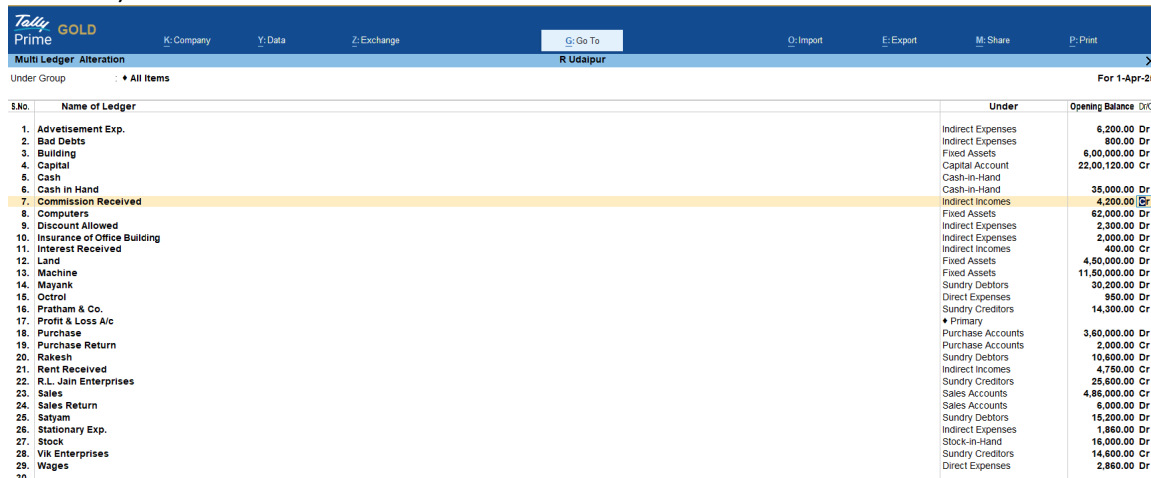 Tally
Prime GOLD
K: Company Y: Data Z: Exchange G: Go To O: Import E: Export M: Share P: Print
Multi Ledger Alteration R Udaipur X
Under Group : ♦ All Items For 1-Apr-2
S.No. Name of Ledger Under Opening Balance Dr/C
1. Advetisement Exp. Indirect Expenses 6,200.00 Dr
2. Bad Debts Indirect Expenses 800.00 Dr
3. Building Fixed Assets 6,00,000.00 Dr
4. Capital Capital Account 22,00,120.00 Cr
5. Cash Cash-in-Hand
6. Cash in Hand Cash-in-Hand 35,000.00 Dr
7. Commission Received Indirect Incomes 4,200.00 Cr
8. Computers Fixed Assets 62,000.00 Dr
9. Discount Allowed Indirect Expenses 2,300.00 Dr
10. Insurance of Office Building Indirect Expenses 2,000.00 Dr
11. Interest Received Indirect Incomes 400.00 Cr
12. Land Fixed Assets 4,50,000.00 Dr
13. Machine Fixed Assets 11,50,000.00 Dr
14. Mayank Sundry Debtors 30,200.00 Dr
15. Octrol Direct Expenses 950.00 Dr
16. Pratham & Co. Sundry Creditors 14,300.00 Cr
17. Profit & Loss A/c ♦ Primary
18. Purchase Purchase Accounts 3,60,000.00 Dr
19. Purchase Return Purchase Accounts 2,000.00 Cr
20. Rakesh Sundry Debtors 10,600.00 Dr
21. Rent Received Indirect Incomes 4,750.00 Cr
22. R.L. Jain Enterprises Sundry Creditors 25,600.00 Cr
23. Sales Sales Accounts 4,86,000.00 Cr
24. Sales Return Sales Accounts 6,000.00 Dr
25. Satyam Sundry Debtors 15,200.00 Dr
26. Stationary Exp. Indirect Expenses 1,860.00 Dr
27. Stock Stock-in-Hand 16,000.00 Dr
28. Vik Enterprises Sundry Creditors 14,600.00 Cr
29. Wages Direct Expenses 2,860.00 Dr